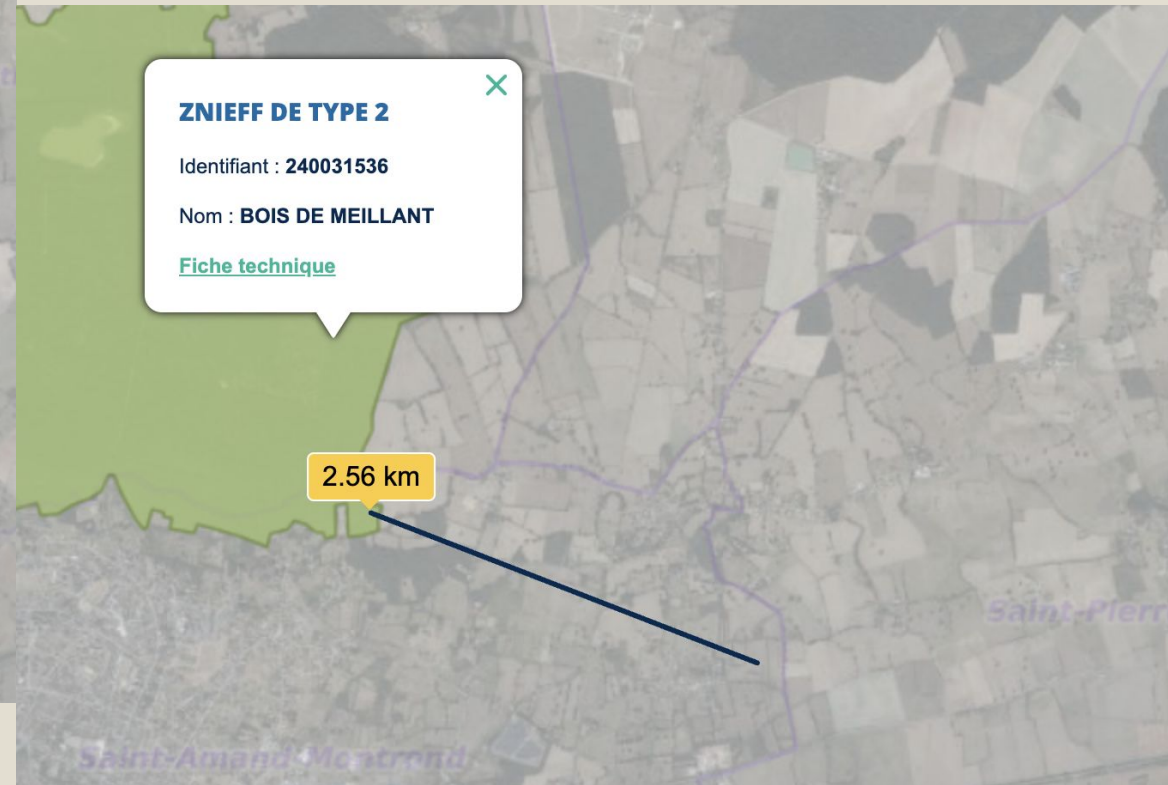 ZNIEFF DE TYPE 2
Identifiant : 240031536
Nom : BOIS DE MEILLANT
Fiche technique
2.56 km
Saint-Pierr
Saint-Amand-Montrond